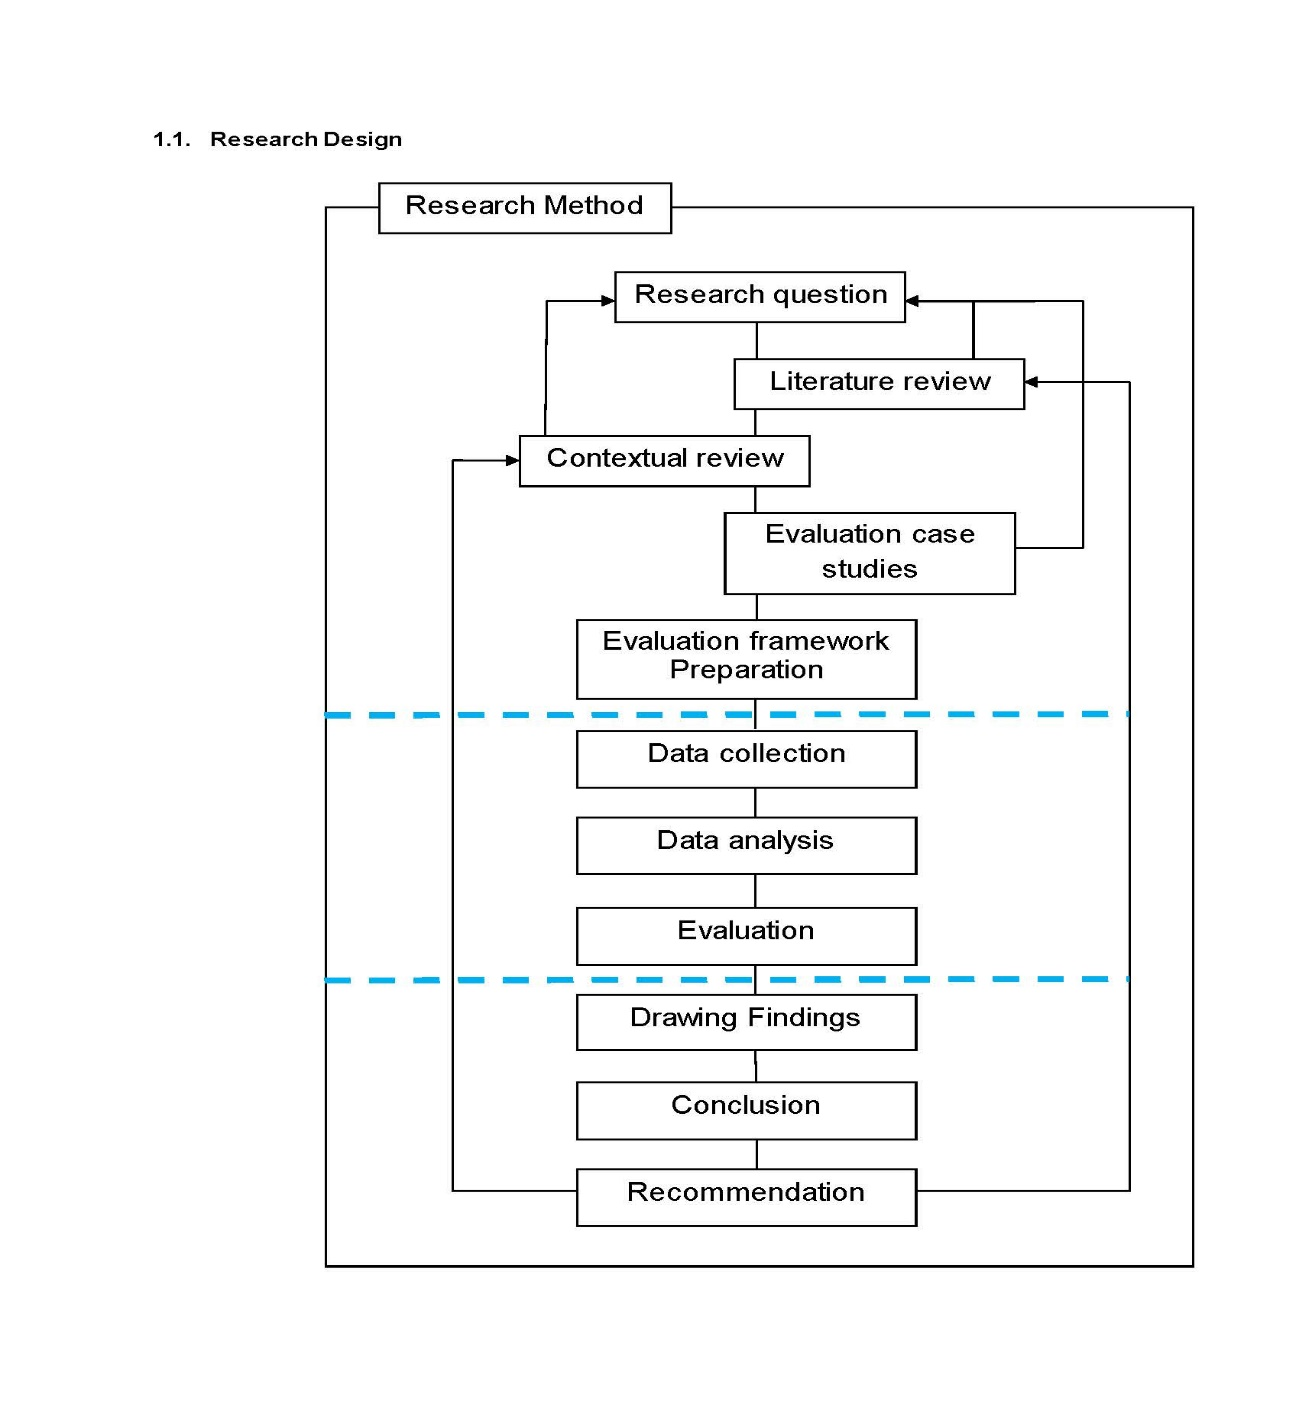 1.1. Research Design
Research Method
Research question
Literature review
Contextual review
Evaluation case
studies
Evaluation framework
Preparation
Data collection
Data analysis
Evaluation
Drawing Findings
Conclusion
Recommendation